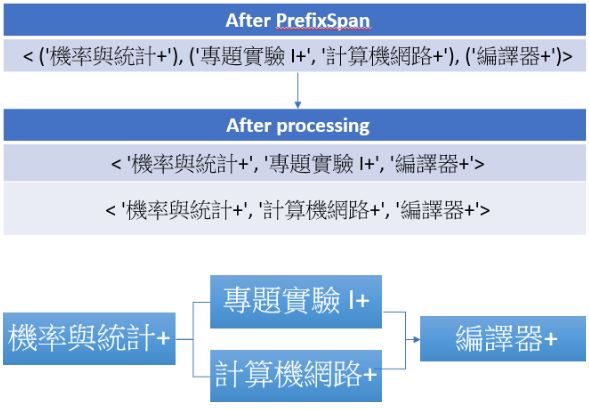 After PrefixSpan
< ('機率與統計+'), ('專題實驗 I+', '計算機網路+'), ('編譯器+')>
After processing
< '機率與統計+', '專題實驗 I+', '編譯器+'>
< '機率與統計+', '計算機網路+', '編譯器+'>
專題實驗 I+
機率與統計+
編譯器+
計算機網路+